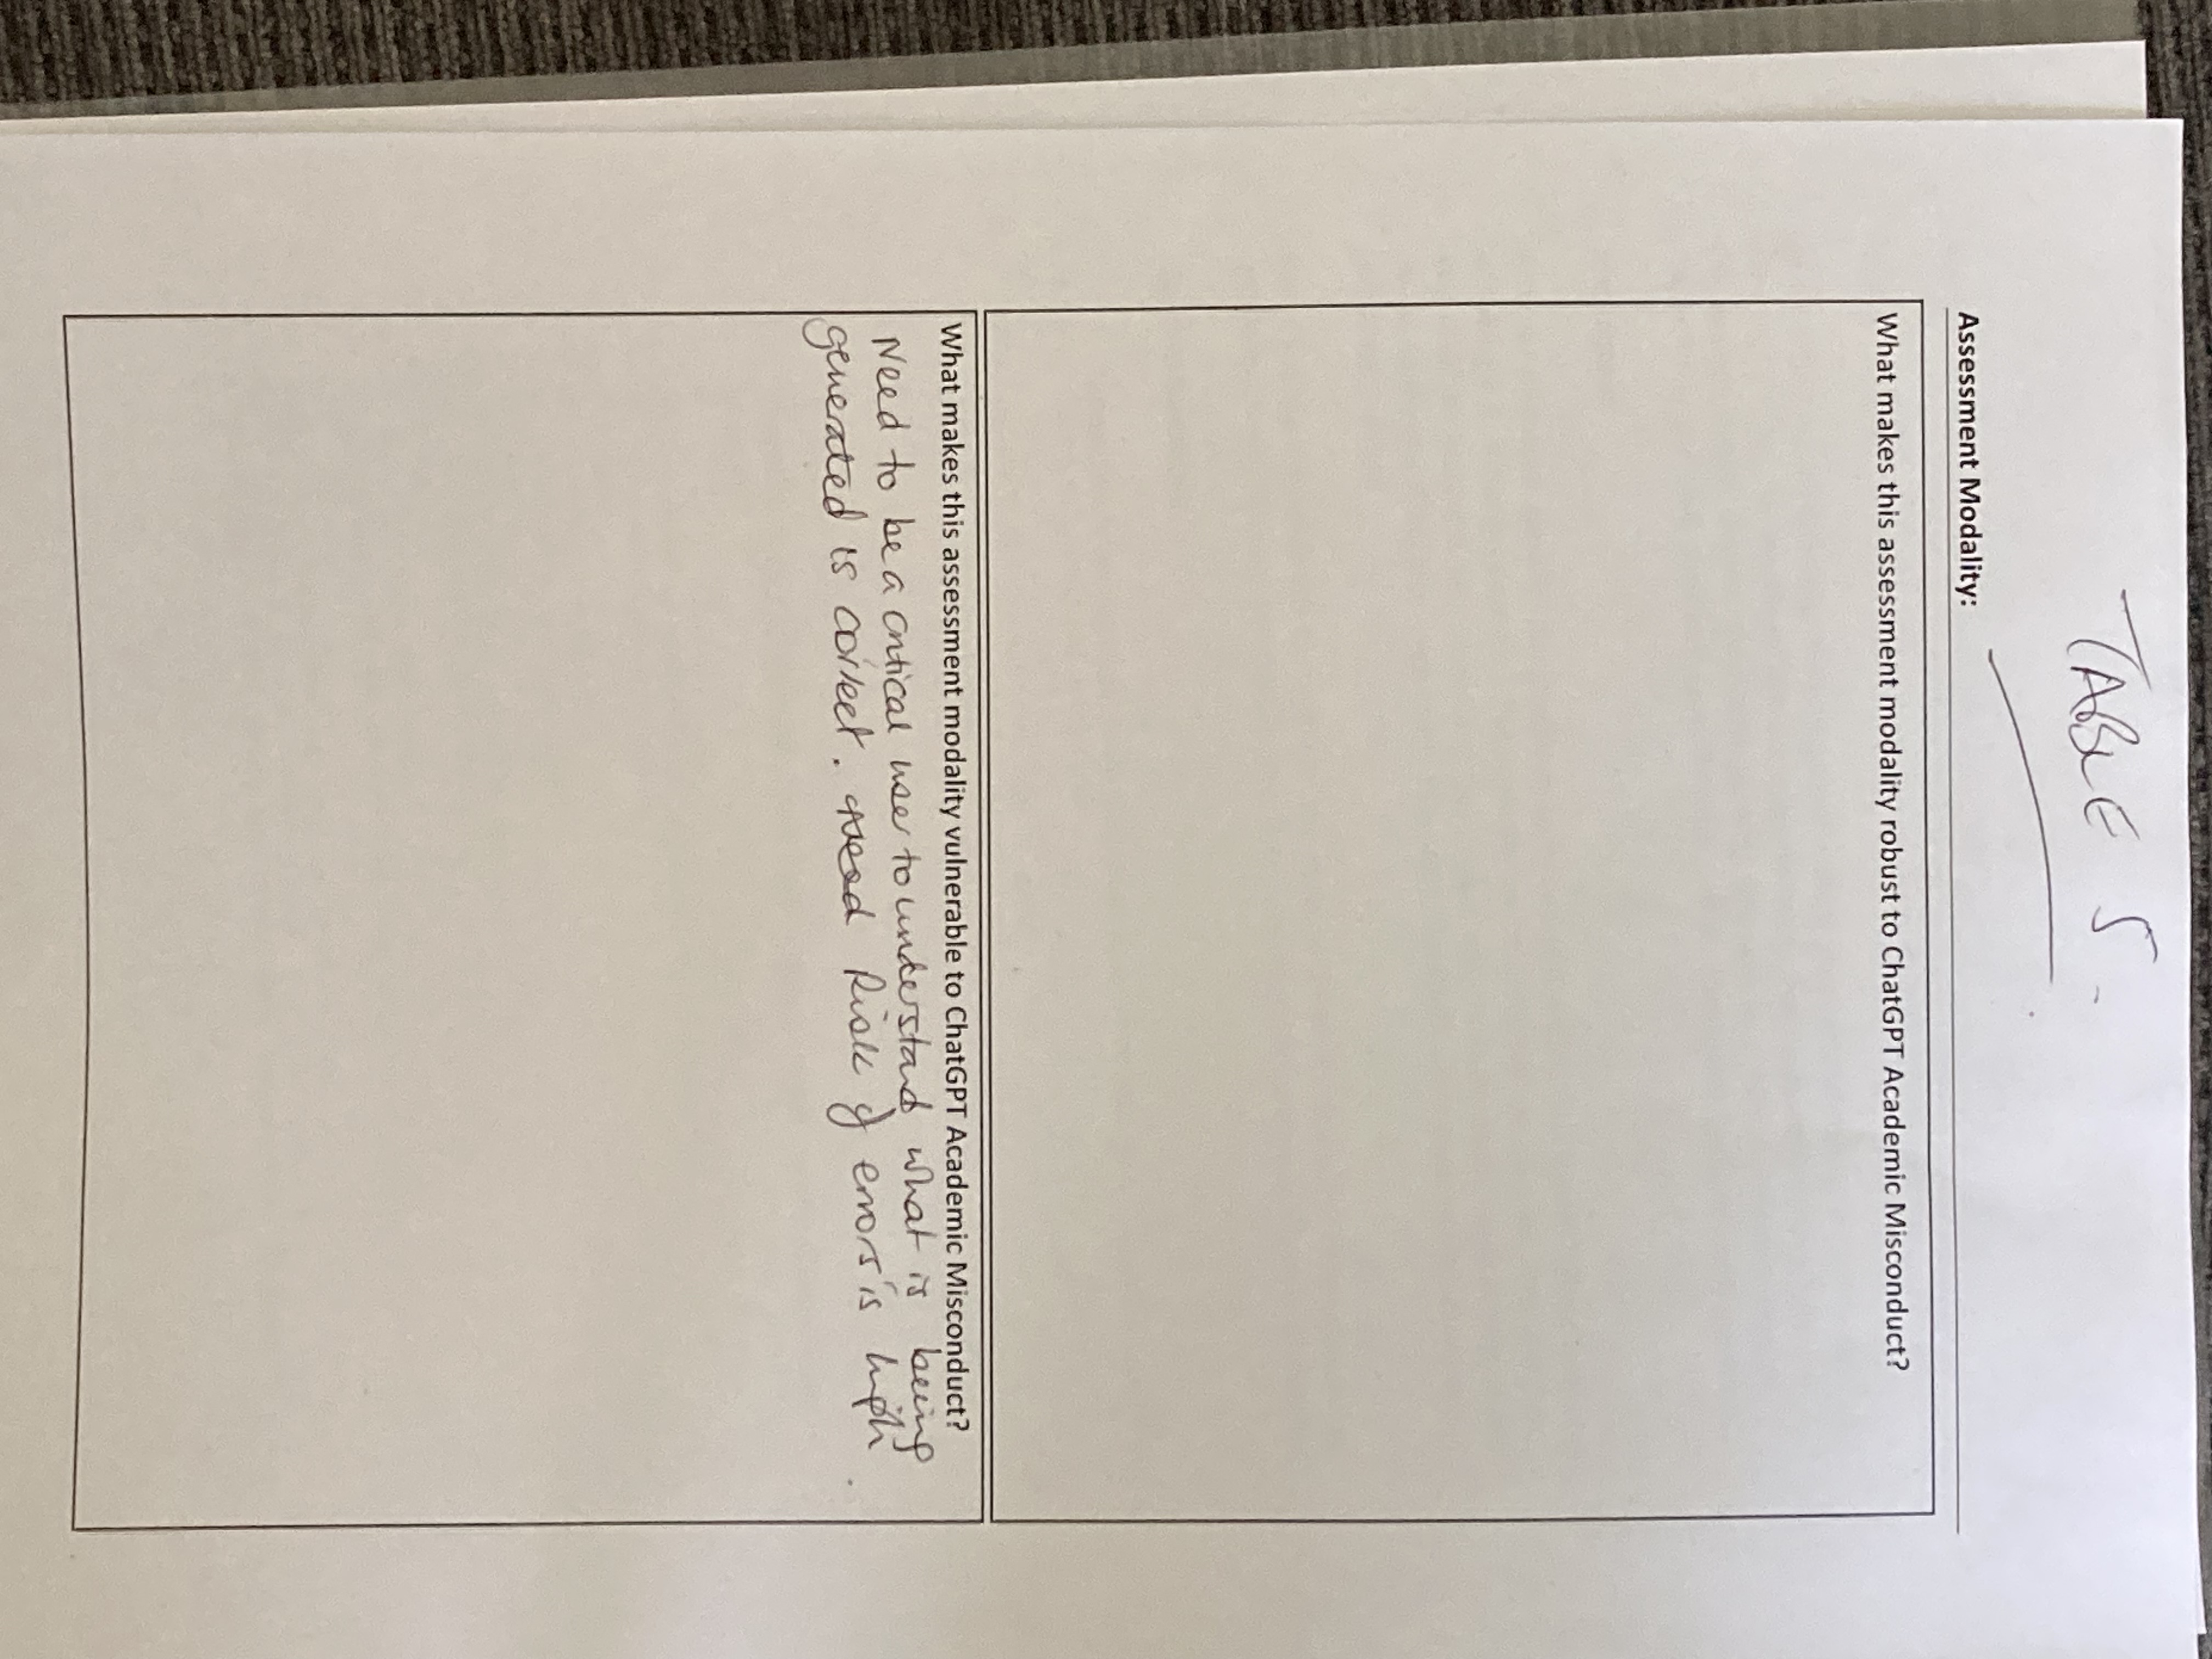 TABLE 5
Assessment Modality:
What makes this assessment modality robust to ChatGPT Academic Misconduct?
What makes this assessment modality vulnerable to ChatGPT Academic Misconduct?
Need to be a critical user to understand what is being
generated is correct. Risk of errors is high.